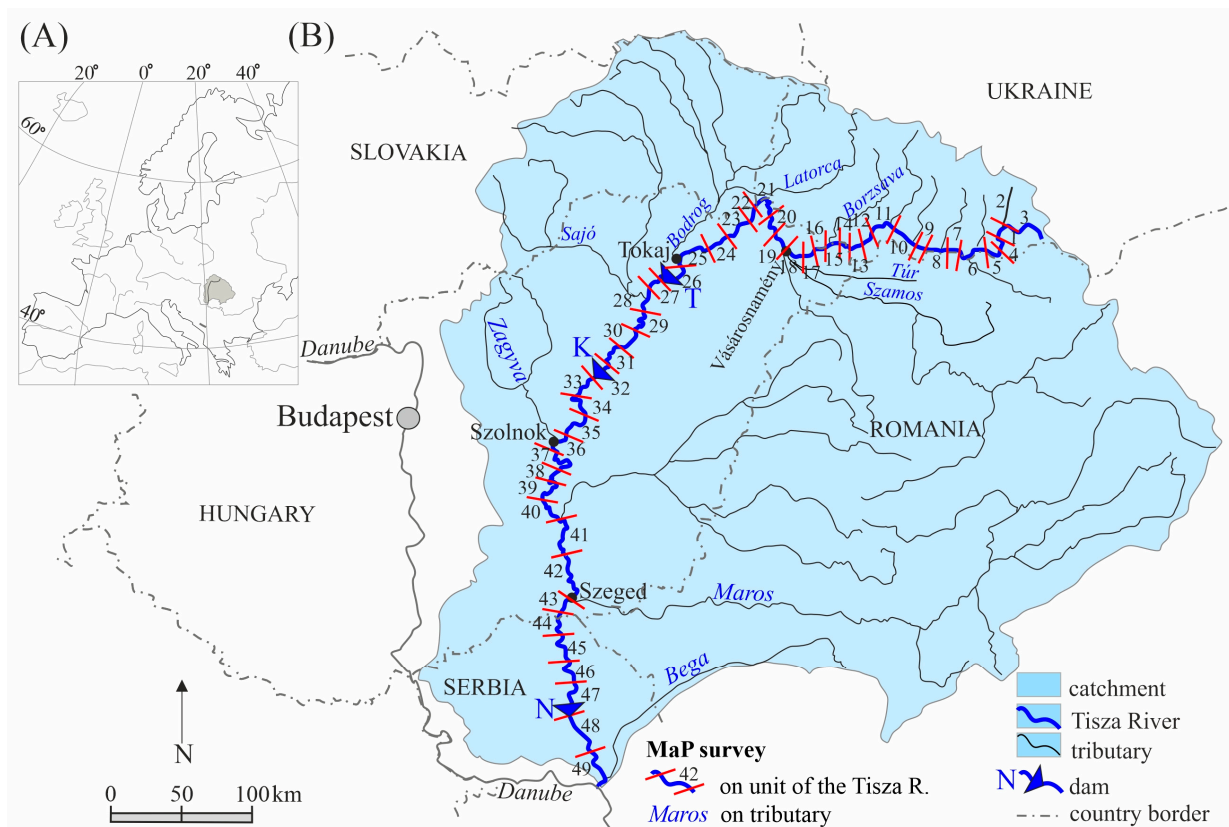 (A)
(B)
20° 0° 20° 40°
60°
40°
UKRAINE
SLOVAKIA
Latorca
Borzsava
Bodrog
Sajó
Tokaj
Túr
Szamos
Vásárosnamény
T
Zagyva
K
Danube
Budapest
Szolnok
ROMANIA
HUNGARY
Szeged
Maros
Bega
SERBIA
N
Danube
2
3
1
4
5
6
7
8
9
10
11
12
13
14
15
16
17
18
19
20
21
22
23
24
25
26
27
28
29
30
31
32
33
34
35
36
37
38
39
40
41
42
43
44
45
46
47
48
49
N
0 50 100 km
MaP survey
42
on unit of the Tisza R.
Maros on tributary
catchment
Tisza River
tributary
N dam
country border